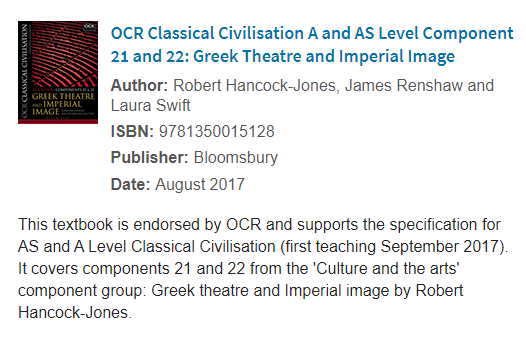 OCR
OCR CLASSICAL CIVILISATION
GREEK THEATRE
AND IMPERIAL
IMAGE
OCR Classical Civilisation A and AS Level Component
21 and 22: Greek Theatre and Imperial Image
Author: Robert Hancock-Jones, James Renshaw and
Laura Swift
ISBN: 9781350015128
Publisher: Bloomsbury
Date: August 2017
This textbook is endorsed by OCR and supports the specification for
AS and A Level Classical Civilisation (first teaching September 2017).
It covers components 21 and 22 from the 'Culture and the arts'
component group: Greek theatre and Imperial image by Robert
Hancock-Jones.